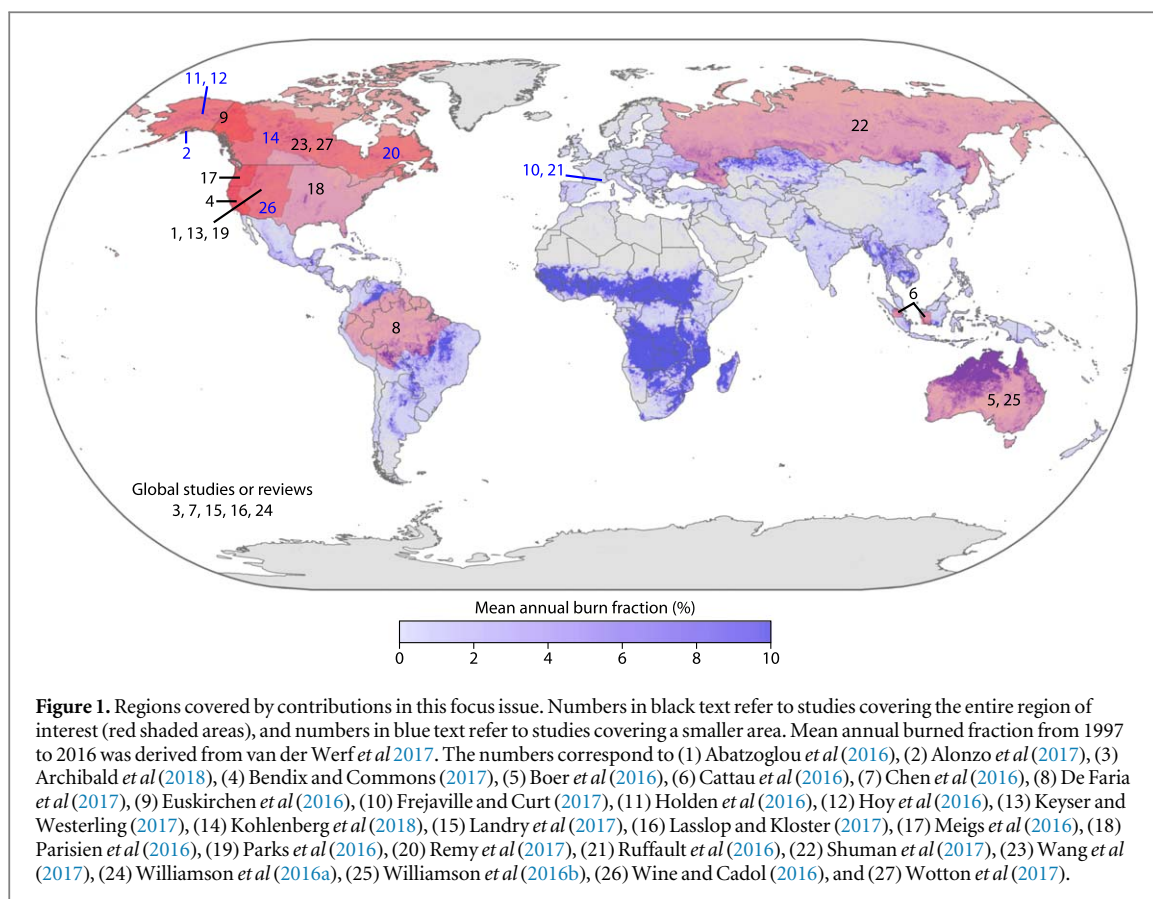 11, 12
9
2
14
23, 27
20
17
18
4
26
1, 13, 19
10, 21
22
6
8
5, 25
Global studies or reviews
3, 7, 15, 16, 24
Mean annual burn fraction (%)
0 2 4 6 8 10
Figure 1. Regions covered by contributions in this focus issue. Numbers in black text refer to studies covering the entire region of
interest (red shaded areas), and numbers in blue text refer to studies covering a smaller area. Mean annual burned fraction from 1997
to 2016 was derived from van der Werf et al 2017. The numbers correspond to (1) Abatzoglou et al (2016), (2) Alonzo et al (2017), (3)
Archibald et al (2018), (4) Bendix and Commons (2017), (5) Boer et al (2016), (6) Cattau et al (2016), (7) Chen et al (2016), (8) De Faria
et al (2017), (9) Euskirchen et al (2016), (10) Frejaville and Curt (2017), (11) Holden et al (2016), (12) Hoy et al (2016), (13) Keyser and
Westerling (2017), (14) Kohlenberg et al (2018), (15) Landry et al (2017), (16) Lasslop and Kloster (2017), (17) Meigs et al (2016), (18)
Parisien et al (2016), (19) Parks et al (2016), (20) Remy et al (2017), (21) Ruffault et al (2016), (22) Shuman et al (2017), (23) Wang et al
(2017), (24) Williamson et al (2016a), (25) Williamson et al (2016b), (26) Wine and Cadol (2016), and (27) Wotton et al (2017).